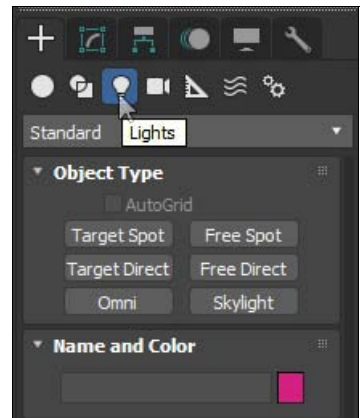 Standard Lights
Object Type
AutoGrid
Target Spot Free Spot
Target Direct Free Direct
Omni Skylight
Name and Color